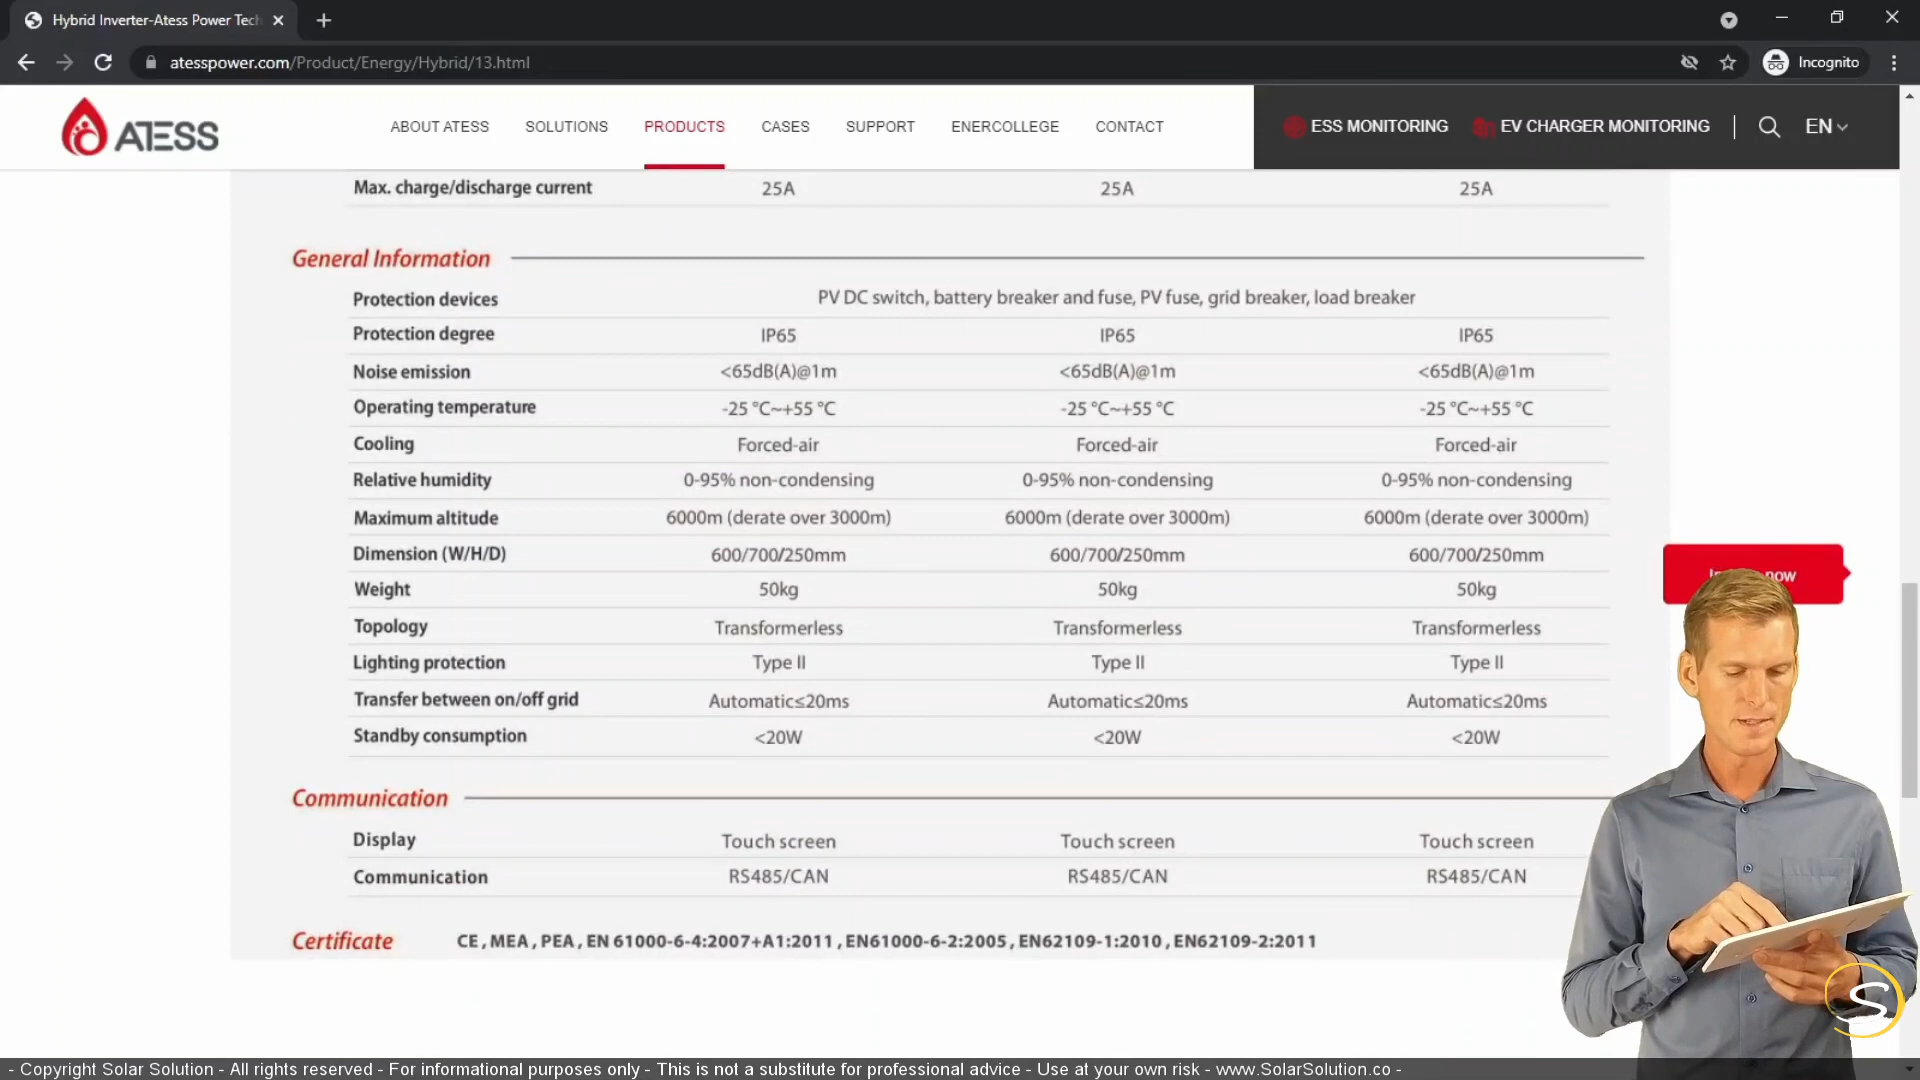 Hybrid Inverter-Atess Power Tech
atesspower.com/Product/Energy/Hybrid/13.html
Incognito
ATESS
ABOUT ATESS SOLUTIONS PRODUCTS CASES SUPPORT ENERCOLLEGE CONTACT ESS MONITORING EV CHARGER MONITORING EN
Max. charge/discharge current 25A 25A 25A
General Information
Protection devices PV DC switch, battery breaker and fuse, PV fuse, grid breaker, load breaker
Protection degree IP65 IP65 IP65
Noise emission <65dB(A)@1m <65dB(A)@1m <65dB(A)@1m
Operating temperature -25 °C~+55 °C -25 °C~+55 °C -25 °C~+55 °C
Cooling Forced-air Forced-air Forced-air
Relative humidity 0-95% non-condensing 0-95% non-condensing 0-95% non-condensing
Maximum altitude 6000m (derate over 3000m) 6000m (derate over 3000m) 6000m (derate over 3000m)
Dimension (W/H/D) 600/700/250mm 600/700/250mm 600/700/250mm
Weight 50kg 50kg 50kg
Topology Transformerless Transformerless Transformerless
Lighting protection Type II Type II Type II
Transfer between on/off grid Automatic≤20ms Automatic≤20ms Automatic≤20ms
Standby consumption <20W <20W <20W
now
Communication
Display Touch screen Touch screen Touch screen
Communication RS485/CAN RS485/CAN RS485/CAN
Certificate CE , MEA , PEA , EN 61000-6-4:2007+A1:2011 , EN61000-6-2:2005 , EN62109-1:2010 , EN62109-2:2011
S
- Copyright Solar Solution - All rights reserved - For informational purposes only - This is not a substitute for professional advice - Use at your own risk - www.SolarSolution.co -